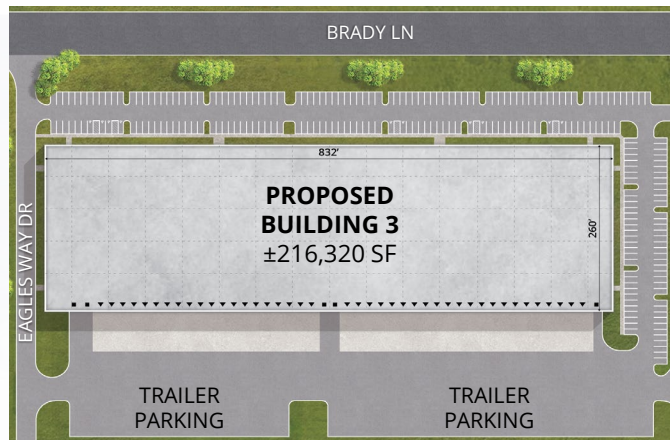 BRADY LN
832'
PROPOSED
BUILDING 3
±216,320 SF
260'
EAGLES WAY DR
TRAILER
PARKING
TRAILER
PARKING